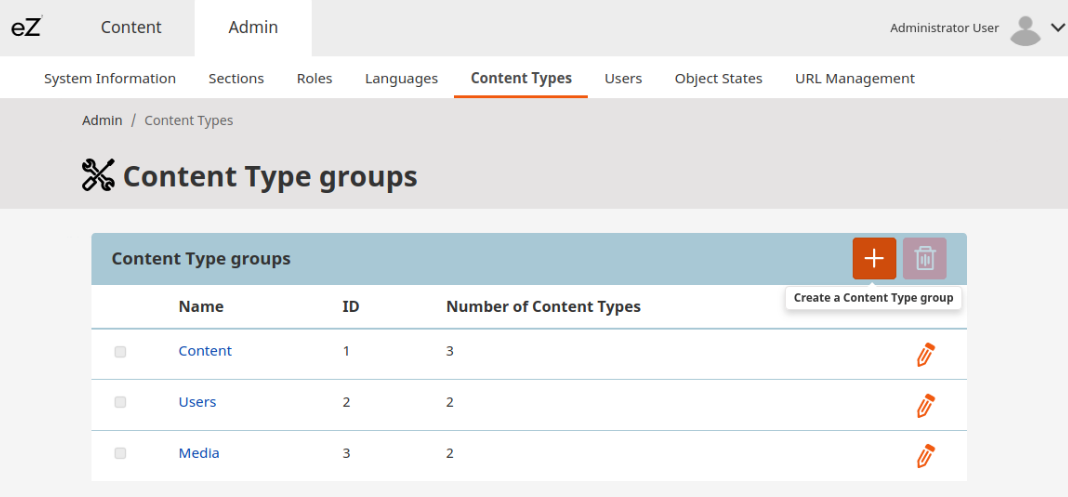 eZ Content Admin Administrator User
System Information Sections Roles Languages Content Types Users Object States URL Management
Admin / Content Types
Content Type groups
Content Type groups
Create a Content Type group
Name ID Number of Content Types
Content 1 3
Users 2 2
Media 3 2